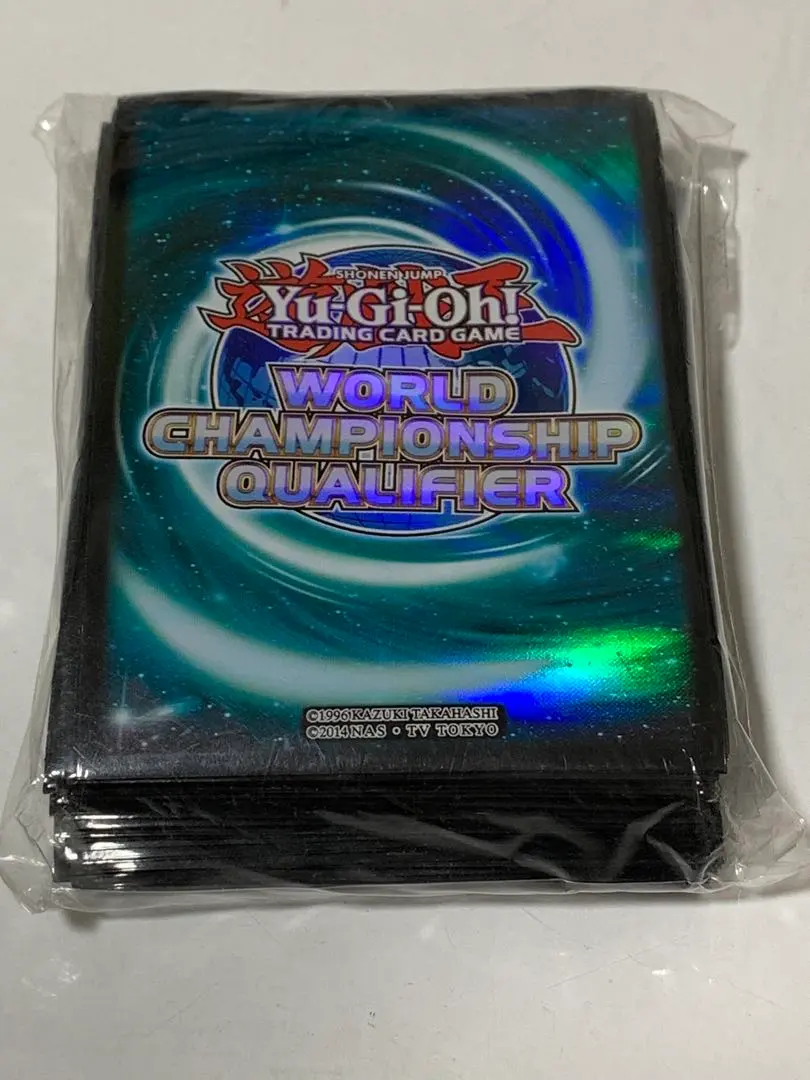 SHONEN JUMP
Yu-Gi-Oh!
TRADING CARD GAME
WORLD
CHAMPIONSHIP
QUALIFIER
©1996 KAZUKI TAKAHASHI
©2014 NAS • TV TOKYO